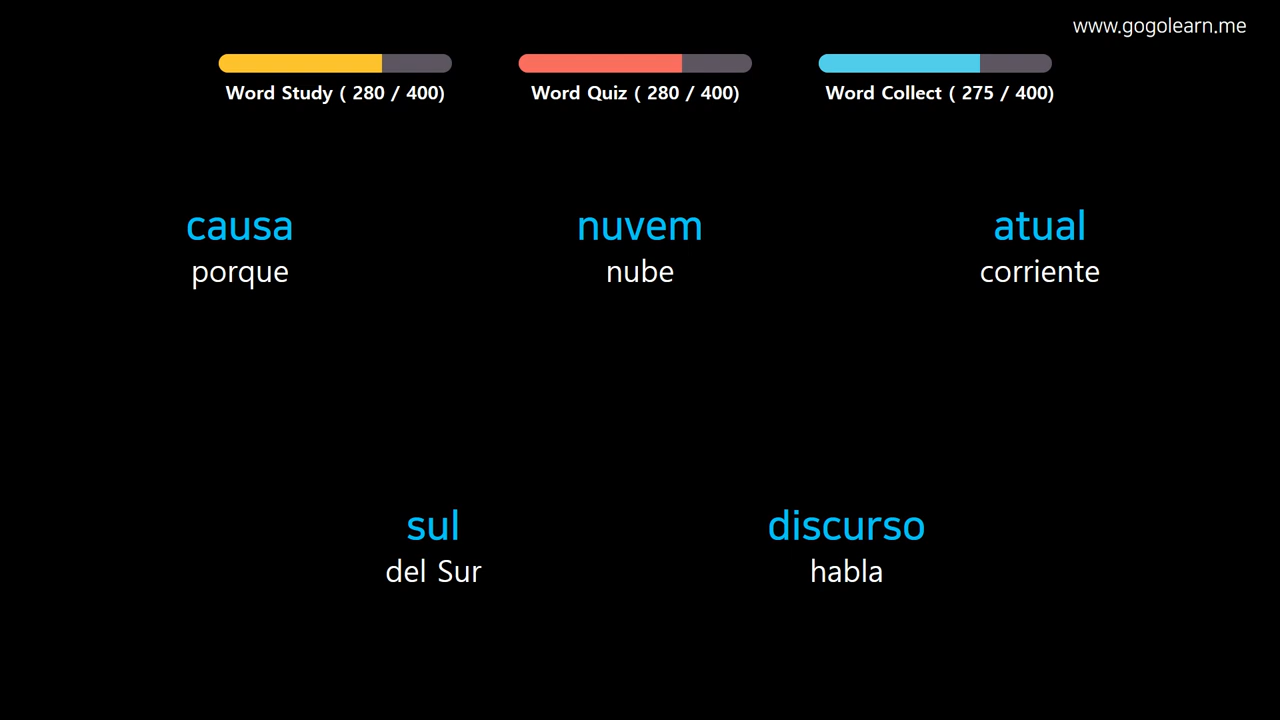 www.gogolearn.me
Word Study ( 280 / 400)
Word Quiz ( 280 / 400)
Word Collect ( 275 / 400)
causa
porque
nuvem
nube
atual
corriente
sul
del Sur
discurso
habla